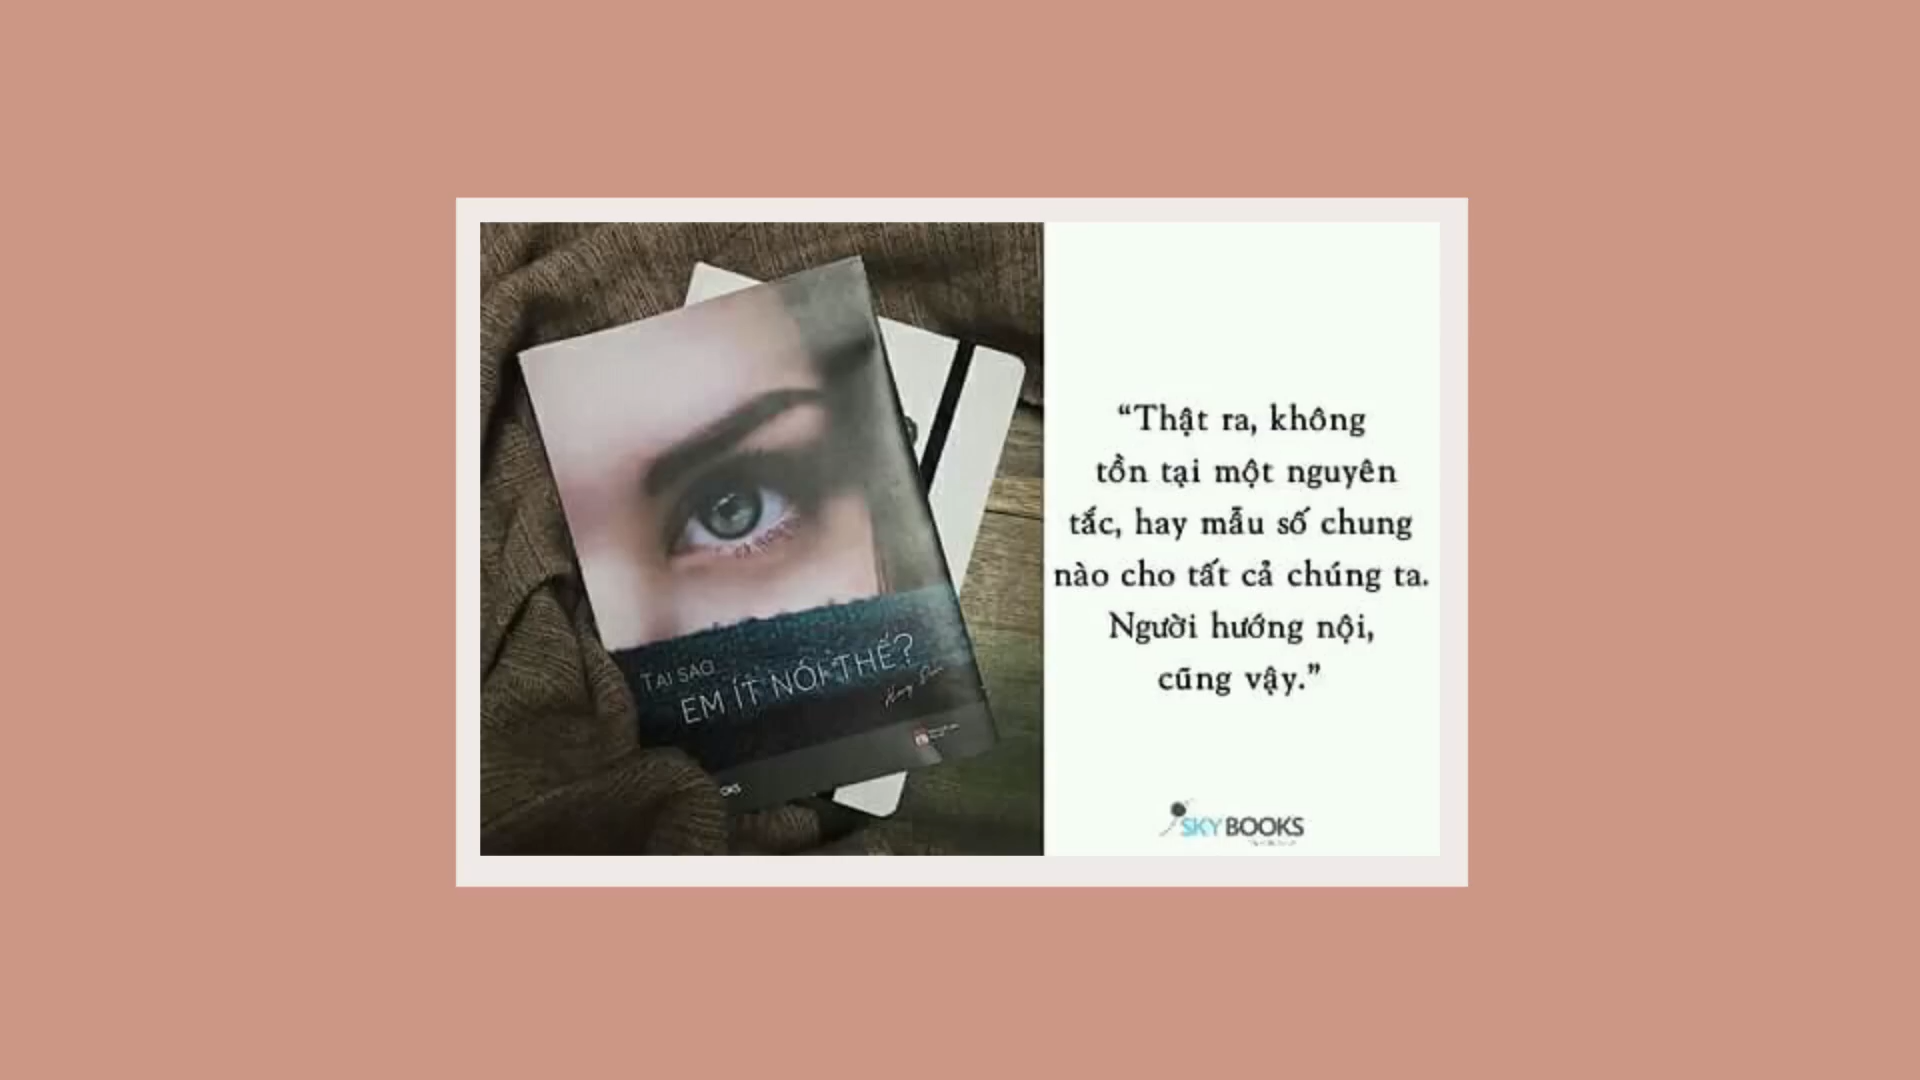 TẠI SAO
EM ÍT NÓI THẾ?
“Thật ra, không
tồn tại một nguyên
tắc, hay mẫu số chung
nào cho tất cả chúng ta.
Người hướng nội,
cũng vậy.”
SKYBOOKS